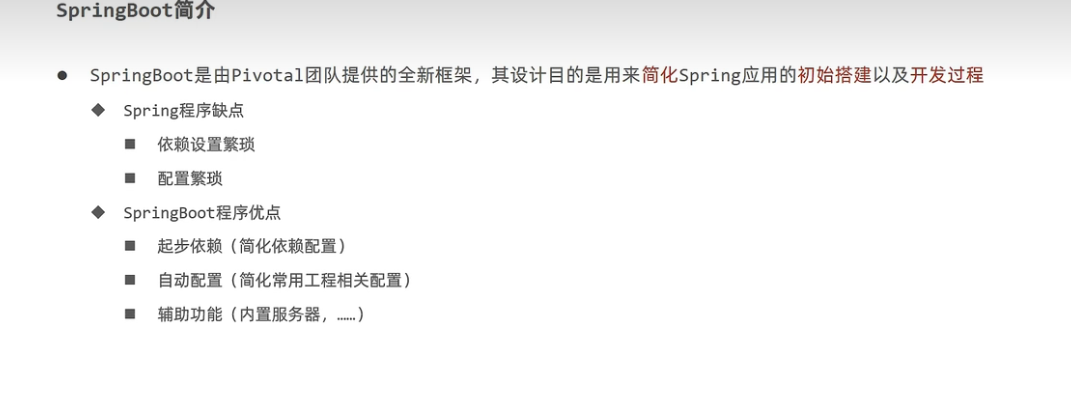 SpringBoot简介
SpringBoot是由Pivotal团队提供的全新框架，其设计目的是用来简化Spring应用的初始搭建以及开发过程
Spring程序缺点
依赖设置繁琐
配置繁琐
SpringBoot程序优点
起步依赖（简化依赖配置）
自动配置（简化常用工程相关配置）
辅助功能（内置服务器，……）